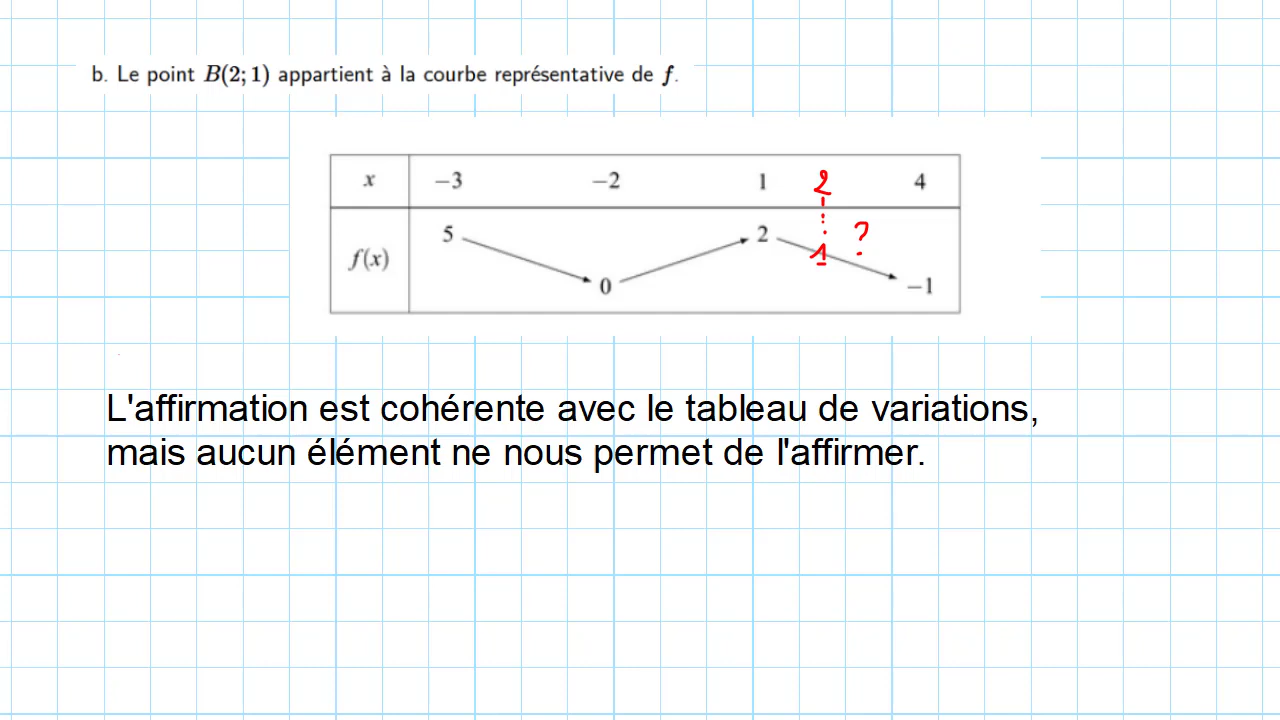 b. Le point B(2; 1) appartient à la courbe représentative de f.
x −3 −2 1 2 4
f(x) 5 0 2 1 ? −1
L'affirmation est cohérente avec le tableau de variations,
mais aucun élément ne nous permet de l'affirmer.